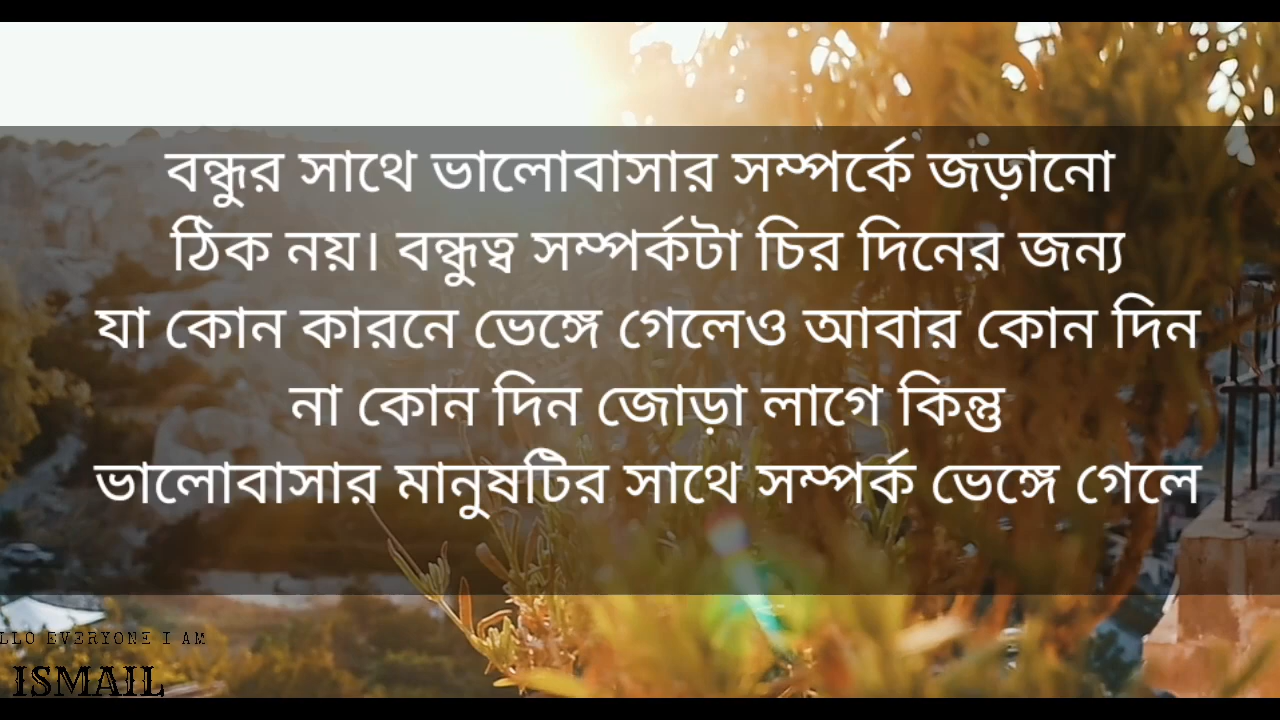 বন্ধুর সাথে ভালোবাসার সম্পর্কে জড়ানো
ঠিক নয়। বন্ধুত্ব সম্পর্কটা চির দিনের জন্য
যা কোন কারনে ভেঙ্গে গেলেও আবার কোন দিন
না কোন দিন জোড়া লাগে কিন্তু
ভালোবাসার মানুষটির সাথে সম্পর্ক ভেঙ্গে গেলে
LLO EVERYONE I AM
ISMAIL